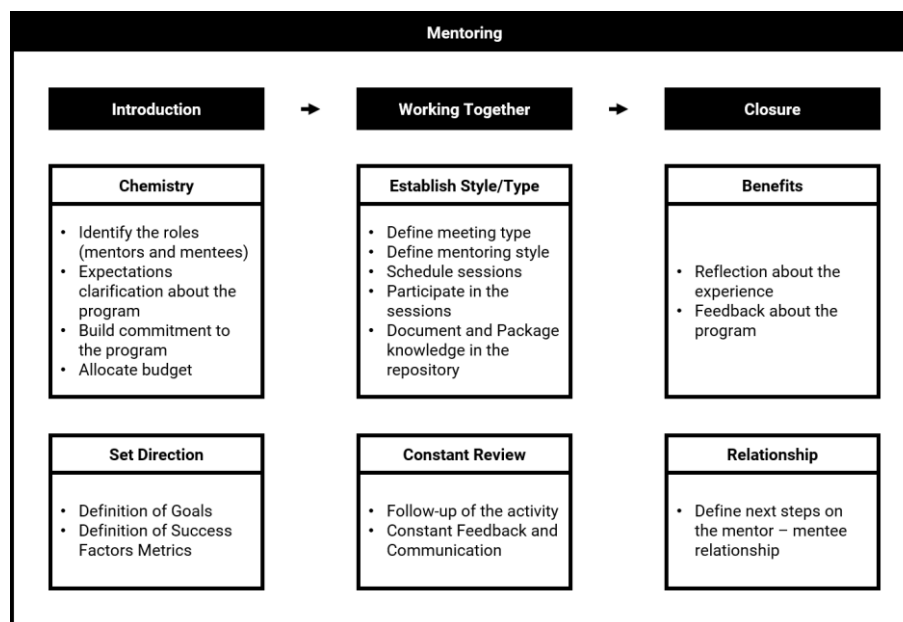 Mentoring
Introduction
Working Together
Closure
Chemistry
• Identify the roles
(mentors and mentees)
• Expectations
clarification about the
program
• Build commitment to
the program
• Allocate budget
Establish Style/Type
• Define meeting type
• Define mentoring style
• Schedule sessions
• Participate in the
sessions
• Document and Package
knowledge in the
repository
Benefits
• Reflection about the
experience
• Feedback about the
program
Set Direction
• Definition of Goals
• Definition of Success
Factors Metrics
Constant Review
• Follow-up of the activity
• Constant Feedback and
Communication
Relationship
• Define next steps on
the mentor – mentee
relationship